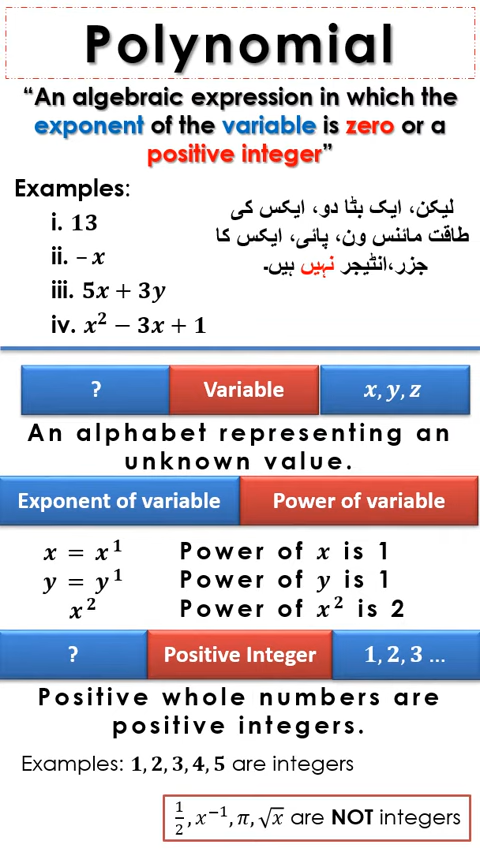 Polynomial
“An algebraic expression in which the
exponent of the variable is zero or a
positive integer”
Examples:
i. 13
ii. – x
iii. 5x + 3y
iv. x² − 3x + 1
لیکن، ایک بٹا دو، ایکس کی
طاقت مائنس ون، پائی، ایکس کا
جزر،انٹیجر نہیں ہیں۔
? Variable x, y, z
An alphabet representing an
unknown value.
Exponent of variable Power of variable
x = x¹ Power of x is 1
y = y¹ Power of y is 1
x² Power of x² is 2
? Positive Integer 1, 2, 3 ...
Positive whole numbers are
positive integers.
Examples: 1, 2, 3, 4, 5 are integers
1/2, x⁻¹, π, √x are NOT integers